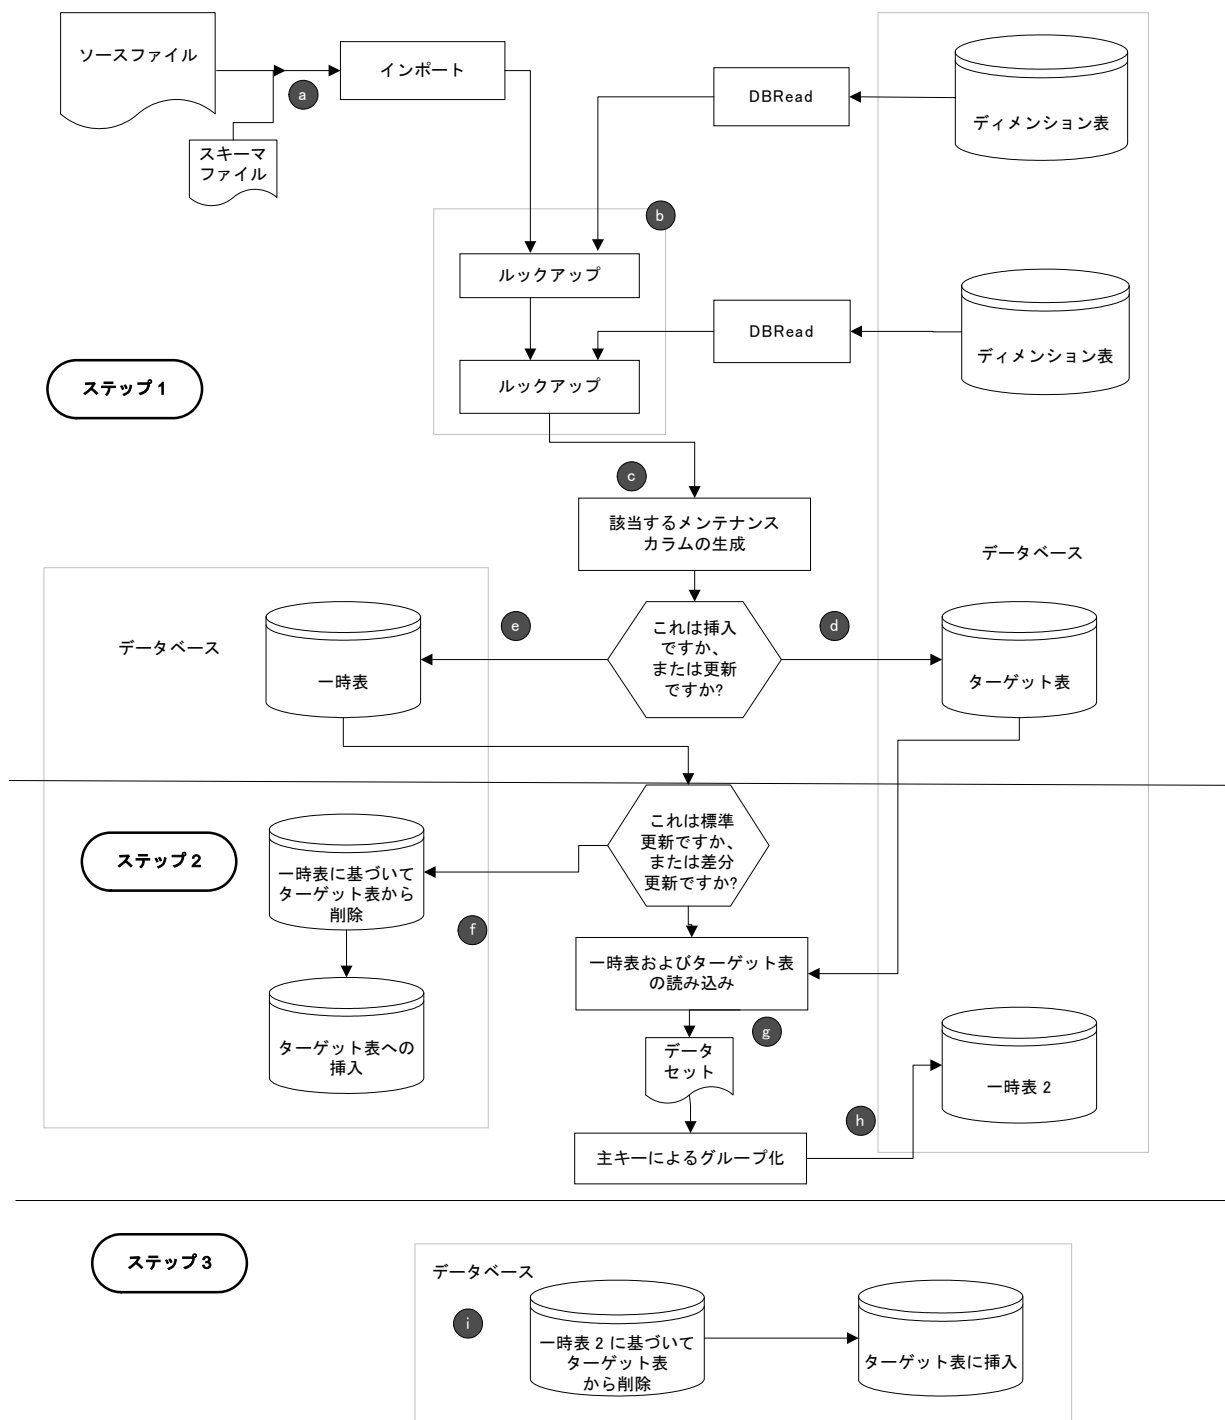 ソースファイル
a
インポート
スキーマ
ファイル
DBRead
ディメンション表
b
ルックアップ
DBRead
ディメンション表
ルックアップ
ステップ 1
c
該当するメンテナンス
カラムの生成
データベース
データベース
一時表
e
これは挿入
ですか、
または更新
ですか?
d
ターゲット表
ステップ 2
一時表に基づいて
ターゲット表から
削除
f
これは標準
更新ですか、
または差分
更新ですか?
一時表およびターゲット表
の読み込み
g
ターゲット表への
挿入
データ
セット
一時表 2
h
主キーによるグループ化
ステップ 3
データベース
i
一時表 2 に基づいて
ターゲット表
から削除
ターゲット表に挿入